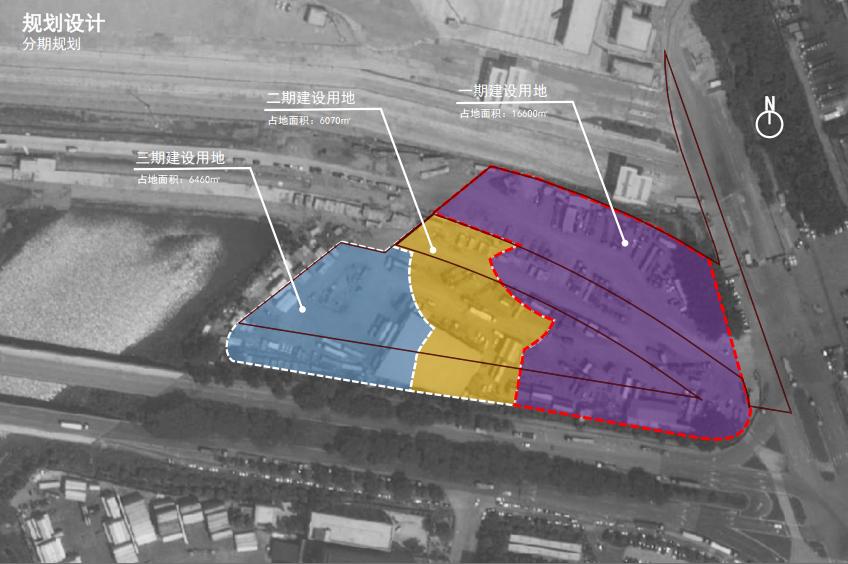 规划设计
分期规划
N
一期建设用地
占地面积：16600㎡
二期建设用地
占地面积：6070㎡
三期建设用地
占地面积：6460㎡